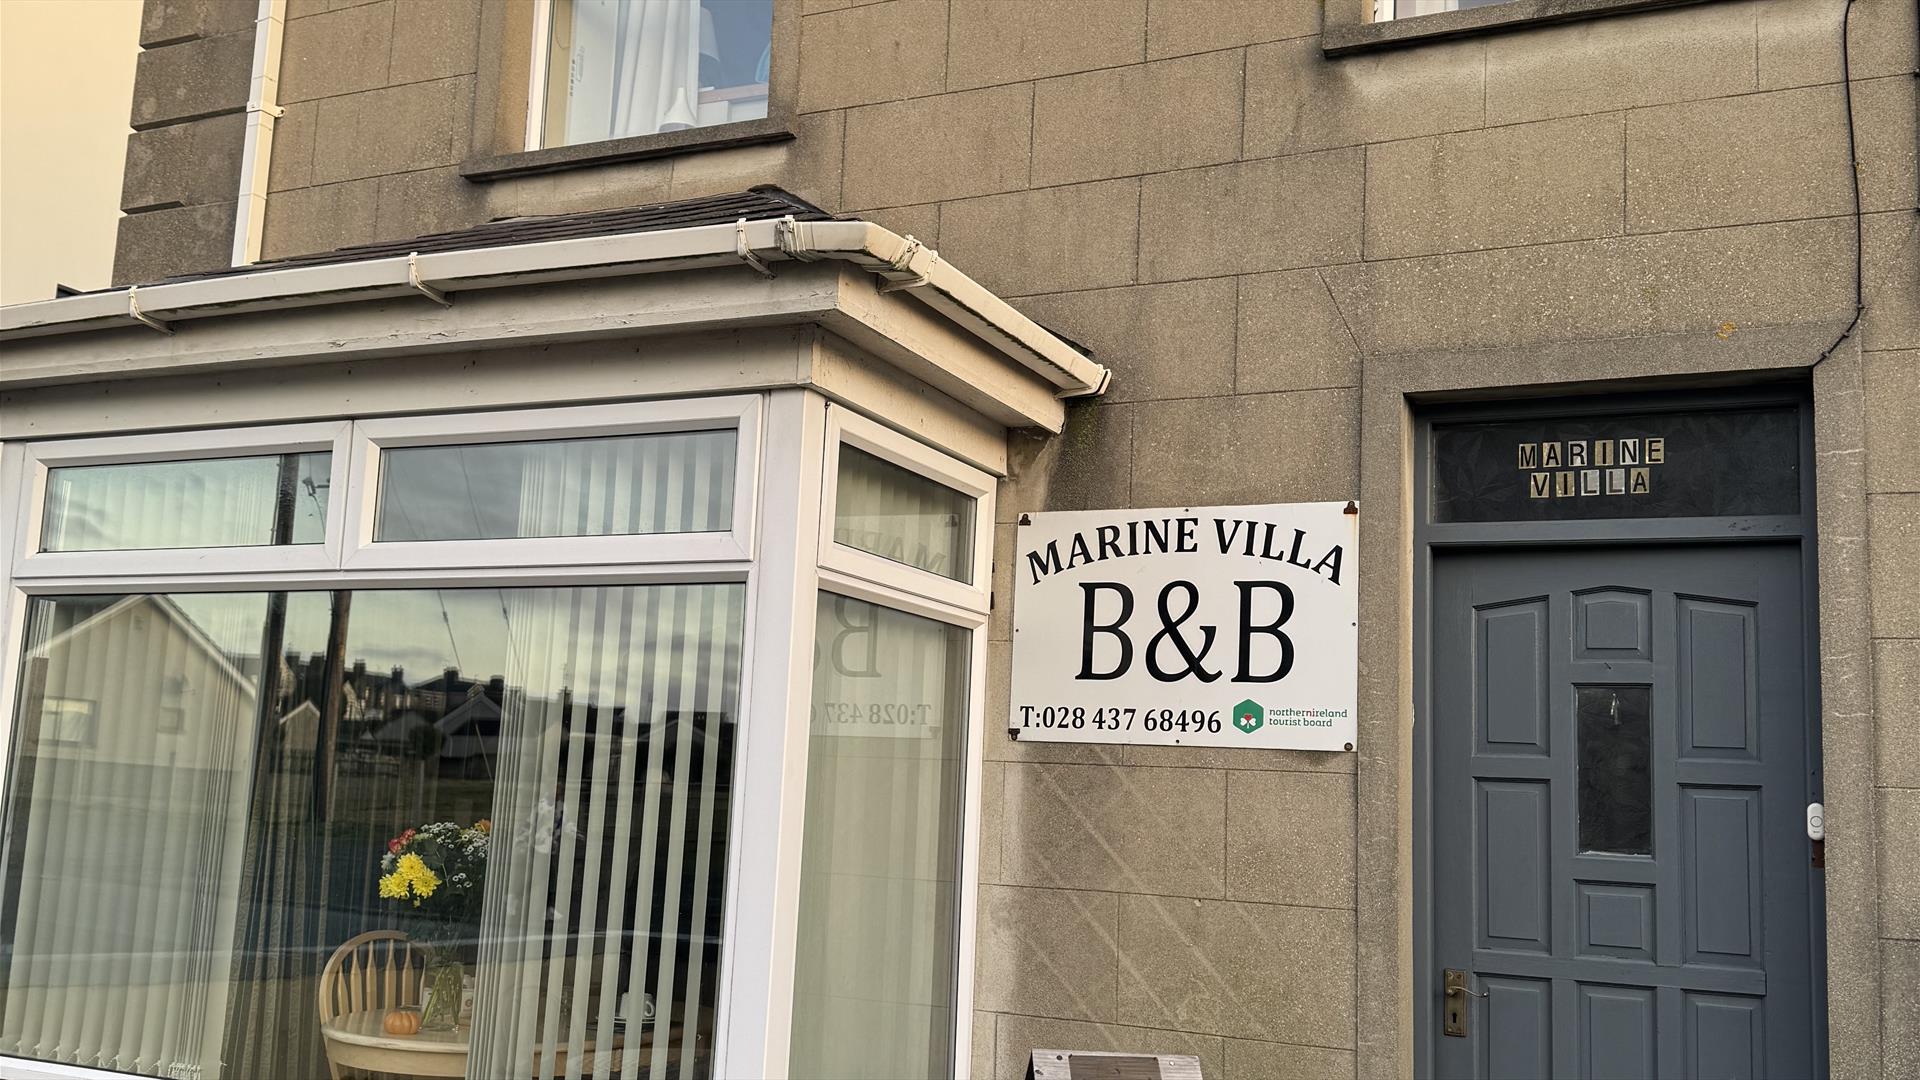 MARINE
VILLA
MARINE VILLA
B&B
T:028 437 68496
northernireland
tourist board